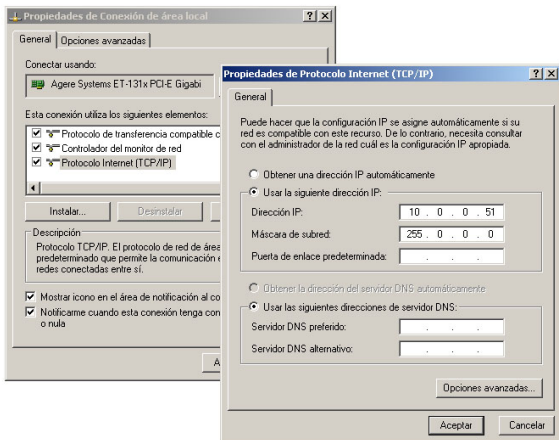 Propiedades de Conexión de área local
General
Opciones avanzadas
Conectar usando:
Agere Systems ET-131x PCI-E Gigabi
Esta conexión utiliza los siguientes elementos:
Protocolo de transferencia compatible c
Controlador del monitor de red
Protocolo Internet (TCP/IP)
Instalar...
Desinstalar
Descripción
Protocolo TCP/IP. El protocolo de red de área
predeterminado que permite la comunicación e
redes conectadas entre sí.
Mostrar icono en el área de notificación al co
Notificarme cuando esta conexión tenga con
o nula
A
Propiedades de Protocolo Internet (TCP/IP)
General
Puede hacer que la configuración IP se asigne automáticamente si su
red es compatible con este recurso. De lo contrario, necesita consultar
con el administrador de la red cuál es la configuración IP apropiada.
Obtener una dirección IP automáticamente
Usar la siguiente dirección IP:
Dirección IP: 10 . 0 . 0 . 51
Máscara de subred: 255 . 0 . 0 . 0
Puerta de enlace predeterminada: . . .
Obtener la dirección del servidor DNS automáticamente
Usar las siguientes direcciones de servidor DNS:
Servidor DNS preferido: . . .
Servidor DNS alternativo: . . .
Opciones avanzadas...
Aceptar
Cancelar